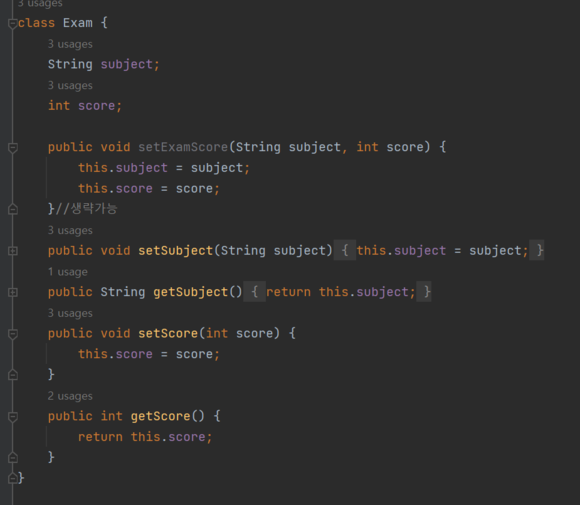 3 usages
class Exam {
3 usages
String subject;
3 usages
int score;
public void setExamScore(String subject, int score) {
this.subject = subject;
this.score = score;
}//생략가능
3 usages
public void setSubject(String subject) { this.subject = subject; }
1 usage
public String getSubject() { return this.subject; }
3 usages
public void setScore(int score) {
this.score = score;
}
2 usages
public int getScore() {
return this.score;
}
}